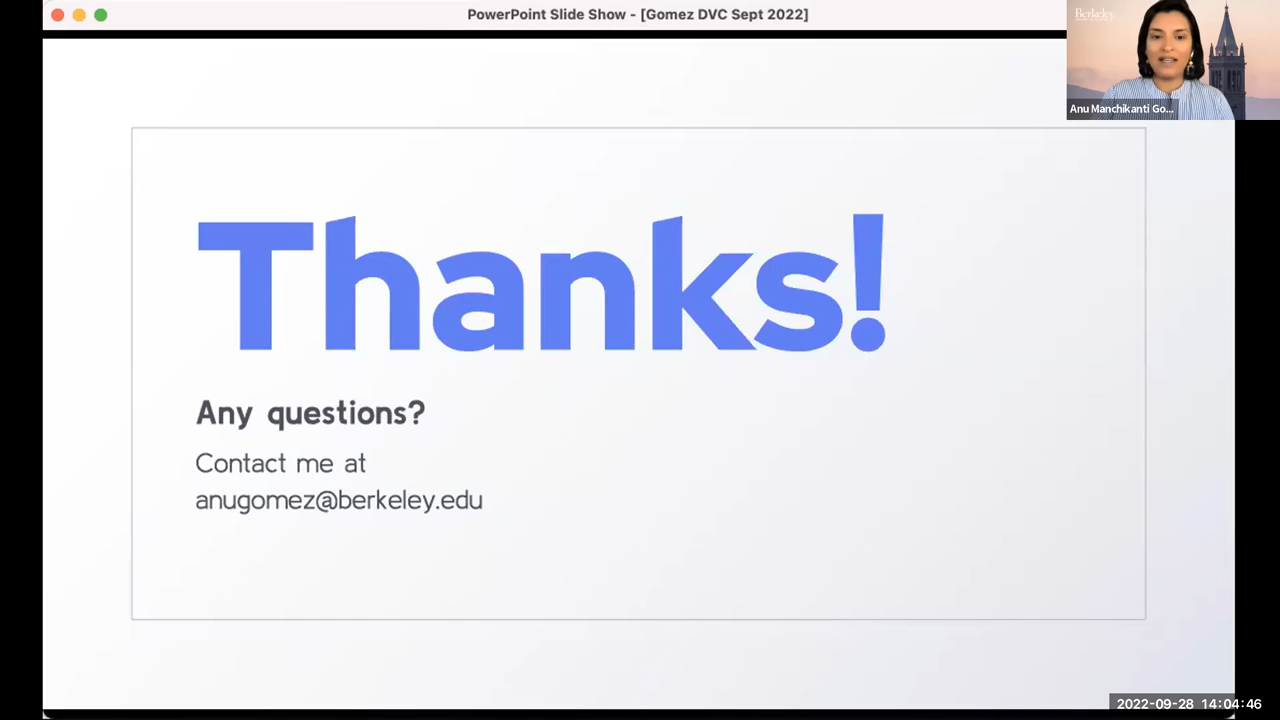 PowerPoint Slide Show - [Gomez DVC Sept 2022]
Berkeley
Anu Manchikanti Go...
Thanks!
Any questions?
Contact me at
anugomez@berkeley.edu
2022-09-28 14:04:46